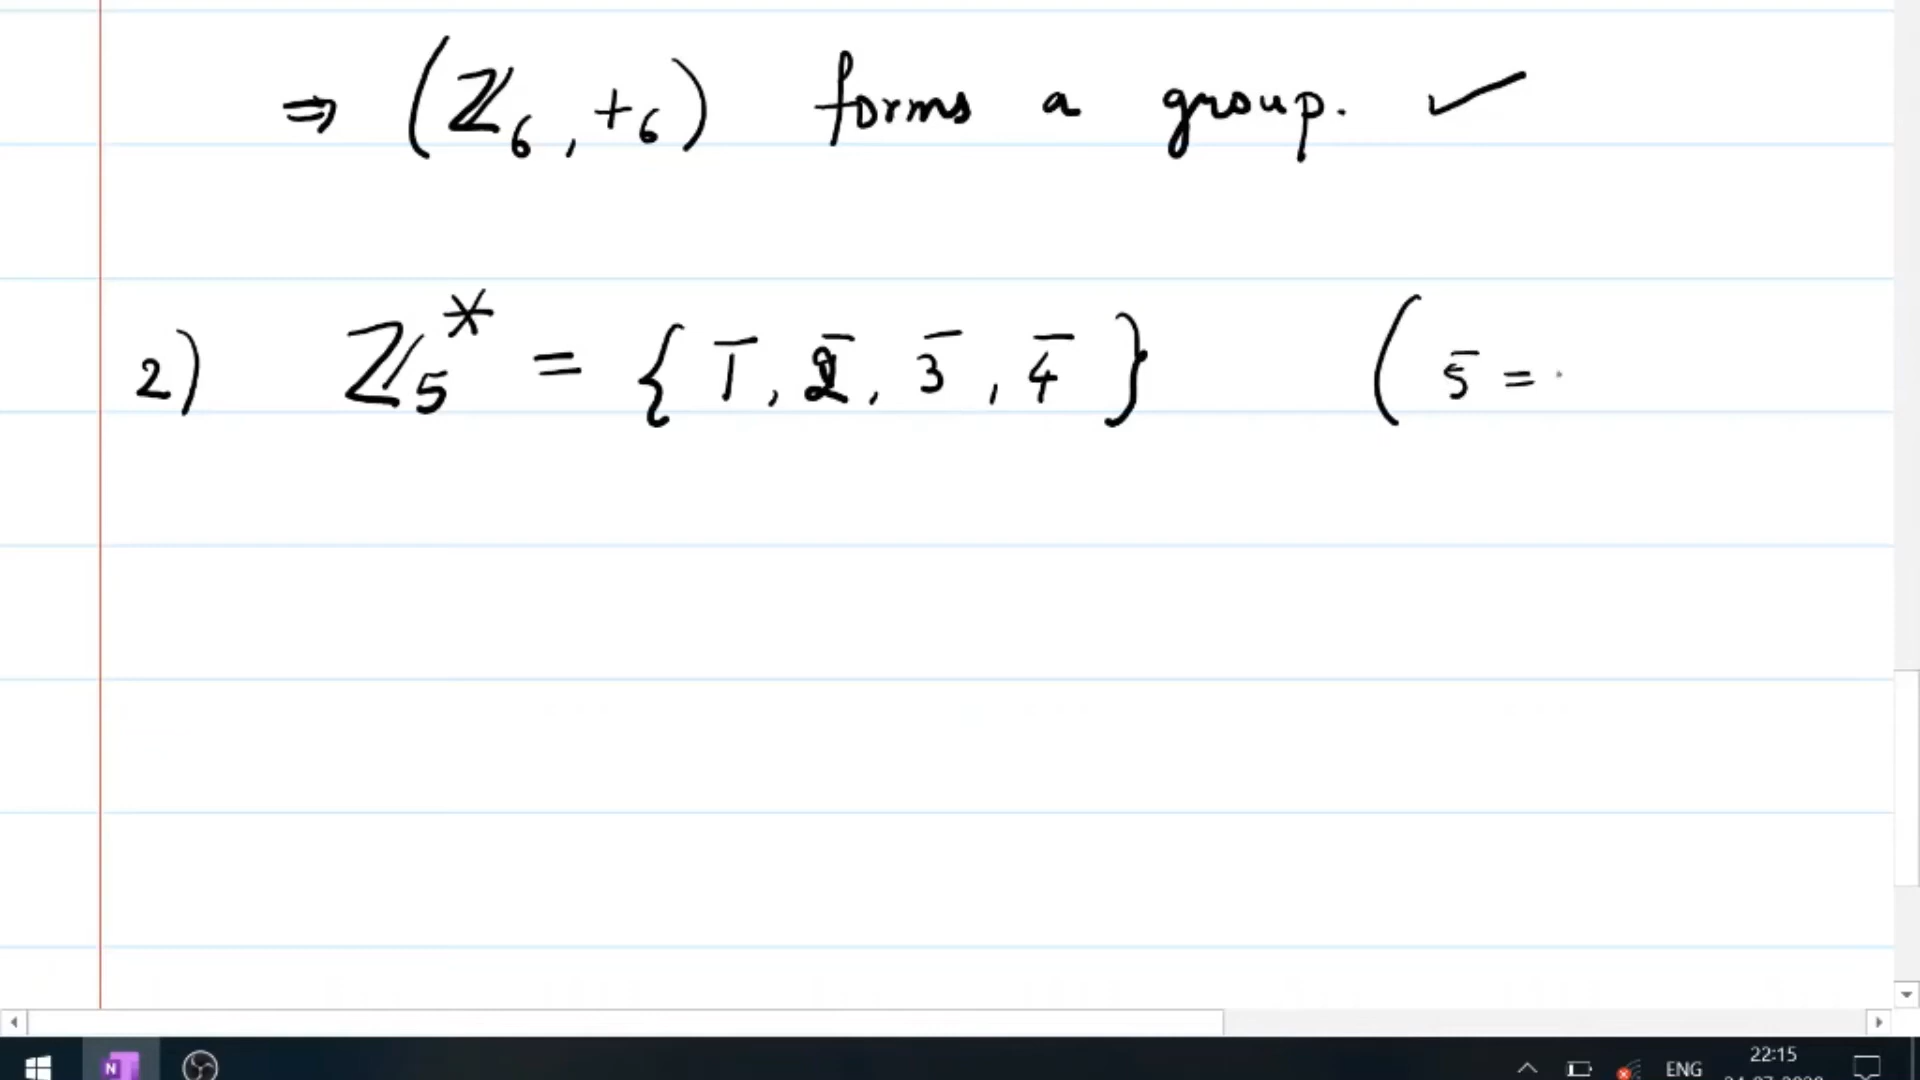 ⇒ (ℤ₆, +₆) forms a group. ✓
2) ℤ₅* = { 1̄, 2̄, 3̄, 4̄ } ( 5̄ =
ENG
22:15